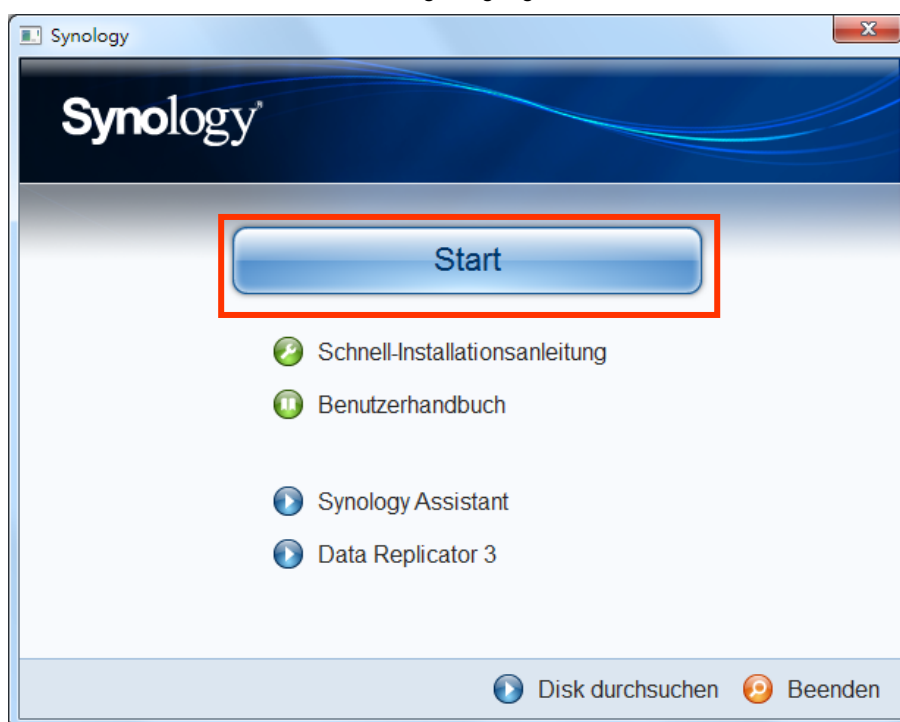 Synology
Synology
Start
Schnell-Installationsanleitung
Benutzerhandbuch
Synology Assistant
Data Replicator 3
Disk durchsuchen
Beenden